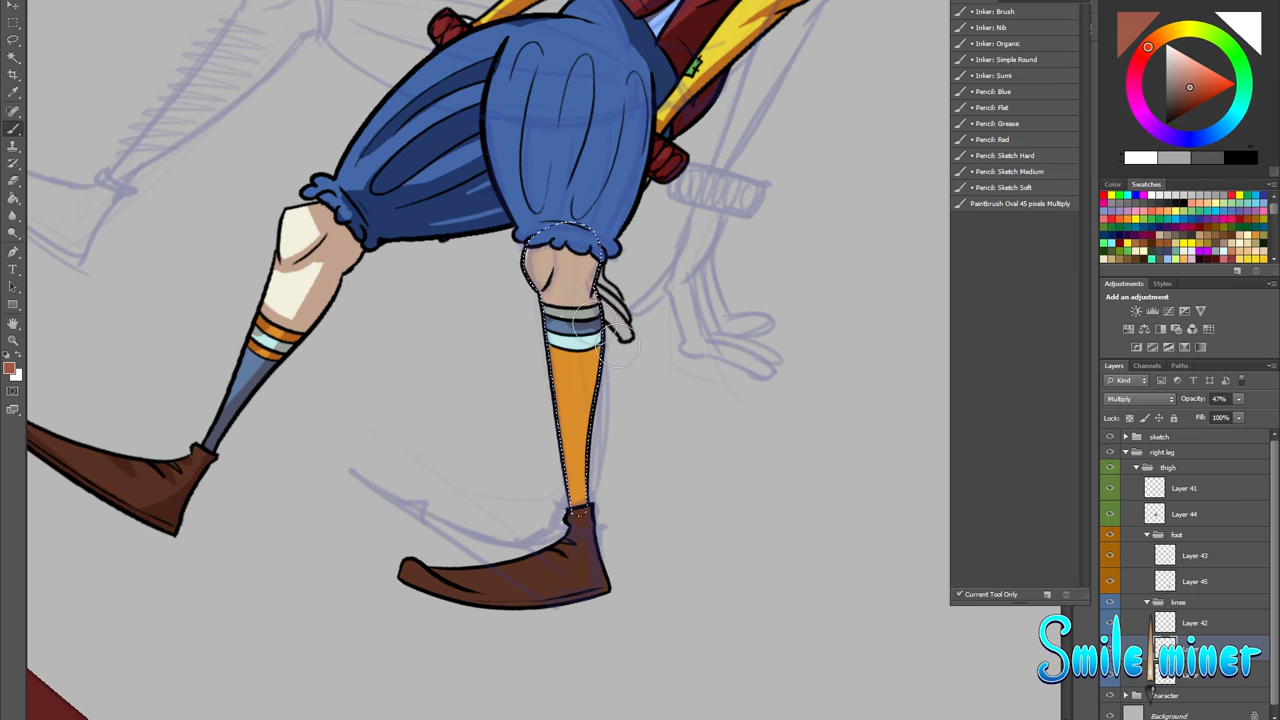 • Inker: Brush
• Inker: Nib
• Inker: Organic
• Inker: Simple Round
• Inker: Sumi
• Pencil: Blue
• Pencil: Flat
• Pencil: Grease
• Pencil: Red
• Pencil: Sketch Hard
• Pencil: Sketch Medium
• Pencil: Sketch Soft
Paintbrush Oval 45 pixels Multiply
Current Tool Only
Color Swatches
Adjustments Styles
Add an adjustment
Layers Channels Paths
Kind
Multiply Opacity: 47%
Lock: Fill: 100%
sketch
right leg
thigh
Layer 41
Layer 44
foot
Layer 43
Layer 45
knee
Layer 42
Smile miner
Background